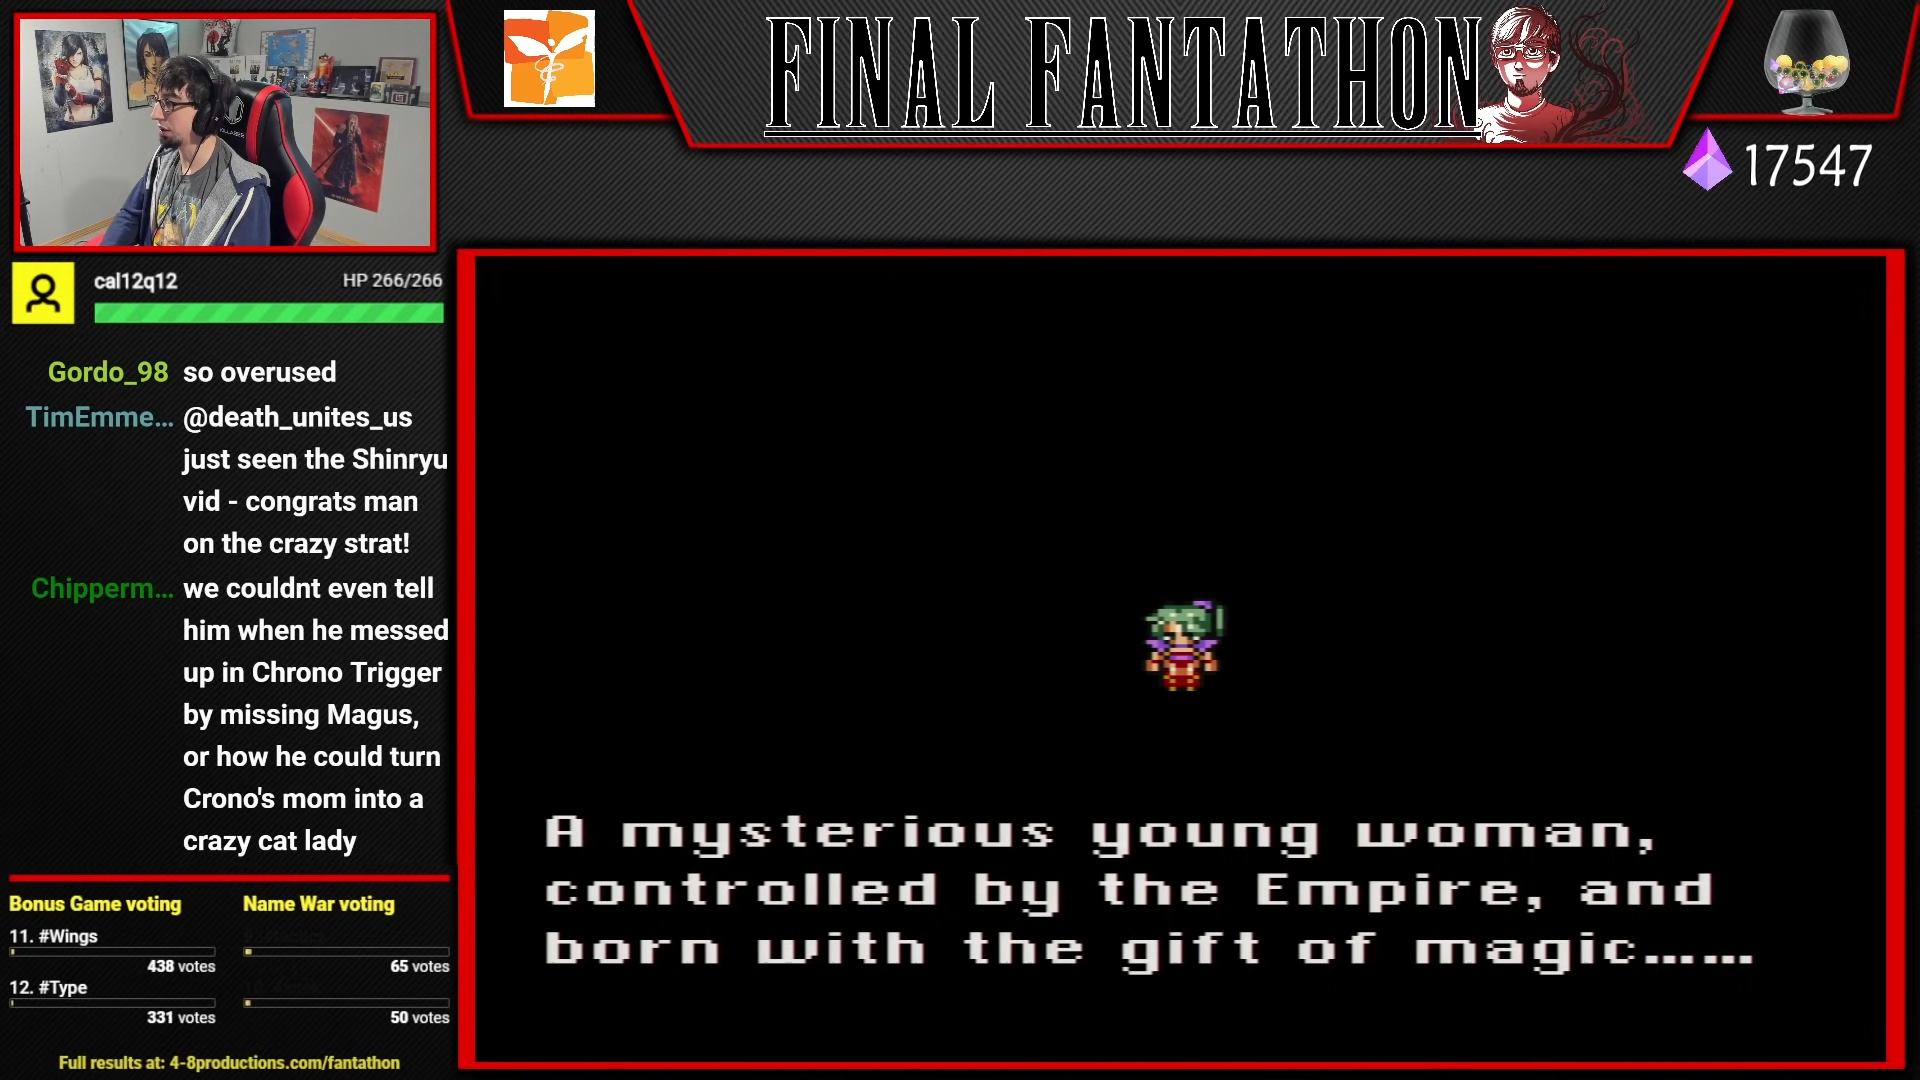 FINAL FANTATHON
17547
cal12q12 HP 266/266
Gordo_98 so overused
TimEmme... @death_unites_us
just seen the Shinryu
vid - congrats man
on the crazy strat!
Chipperm... we couldnt even tell
him when he messed
up in Chrono Trigger
by missing Magus,
or how he could turn
Crono's mom into a
crazy cat lady
A mysterious young woman,
controlled by the Empire, and
born with the gift of magic……
Bonus Game voting Name War voting
11. #Wings
438 votes 65 votes
12. #Type
331 votes 50 votes
Full results at: 4-8productions.com/fantathon